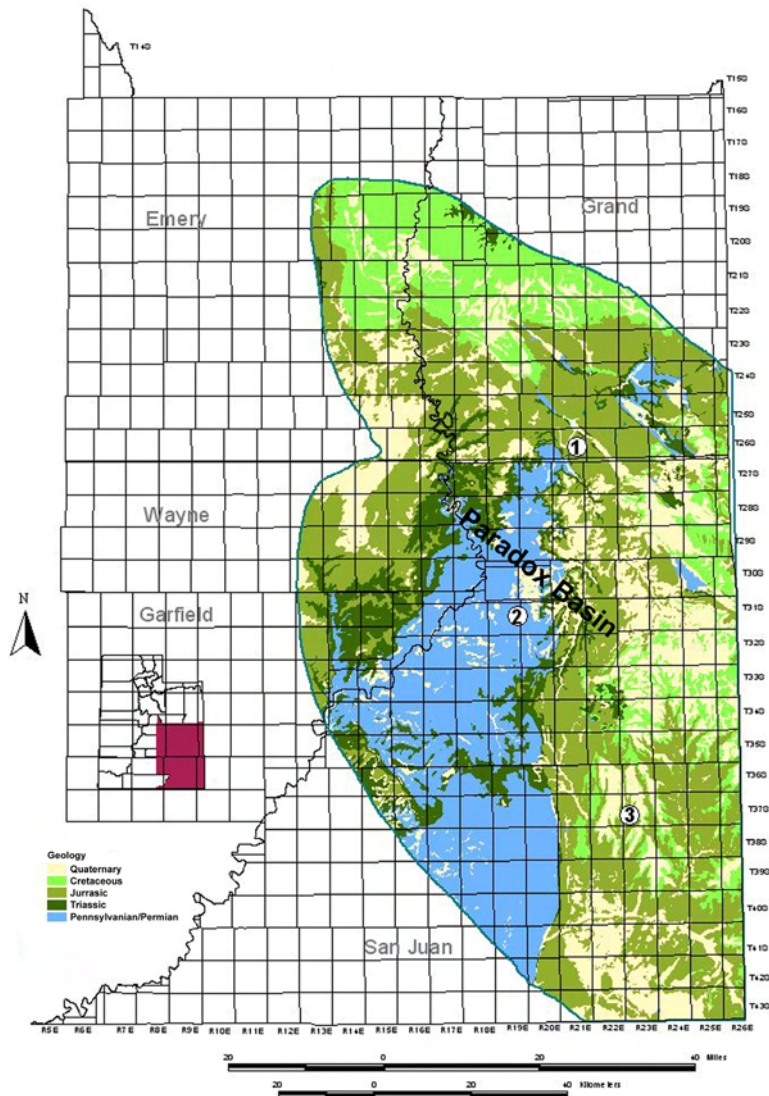 T14S
T15S
T16S
T17S
T18S
Emery
Grand
T19S
T20S
T21S
T22S
T23S
T24S
T25S
1
T26S
T27S
Wayne
T28S
T29S
Paradox Basin
T30S
N
Garfield
2
T31S
T32S
T33S
T34S
T35S
T36S
3
T37S
T38S
Geology
Quaternary
Cretaceous
Jurrasic
Triassic
Pennsylvanian/Permian
T39S
T40S
San Juan
T41S
T42S
T43S
R5E R6E R7E R8E R9E R10E R11E R12E R13E R14E R15E R16E R17E R18E R19E R20E R21E R22E R23E R24E R25E R26E
20 0 20 40 Miles
20 0 20 40 Kilometers